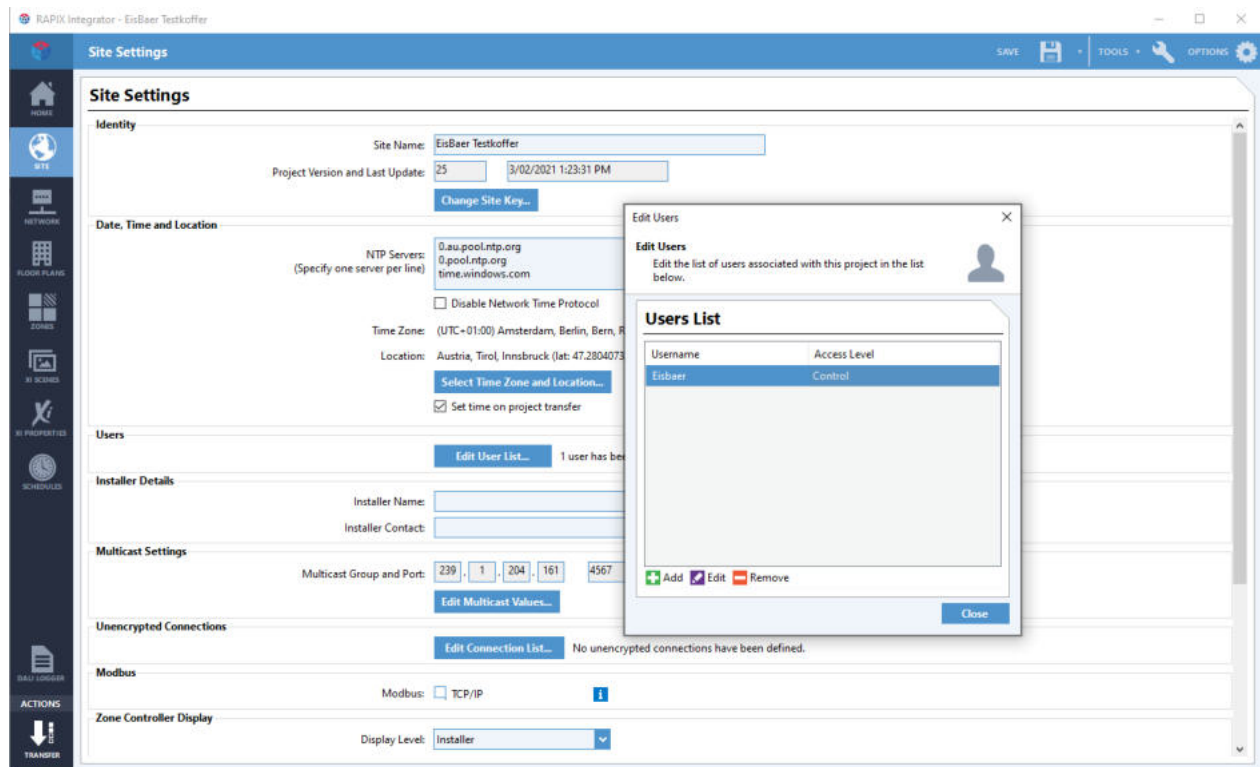 RAPIX Integrator - EisBaer Testkoffer
Site Settings
SAVE
TOOLS
OPTIONS
HOME
SITE
NETWORK
FLOOR PLANS
ZONES
XI SCENES
XI PROPERTIES
SCHEDULES
DALI LOGGER
ACTIONS
TRANSFER
Site Settings
Identity
Site Name: EisBaer Testkoffer
Project Version and Last Update: 25 3/02/2021 1:23:31 PM
Change Site Key...
Date, Time and Location
NTP Servers:
(Specify one server per line)
0.au.pool.ntp.org
0.pool.ntp.org
time.windows.com
Disable Network Time Protocol
Time Zone: (UTC+01:00) Amsterdam, Berlin, Bern, R
Location: Austria, Tirol, Innsbruck (lat: 47.2804073
Select Time Zone and Location...
Set time on project transfer
Users
Edit User List... 1 user has bee
Installer Details
Installer Name:
Installer Contact:
Multicast Settings
Multicast Group and Port: 239 . 1 . 204 . 161 4567
Edit Multicast Values...
Unencrypted Connections
Edit Connection List... No unencrypted connections have been defined.
Modbus
Modbus: TCP/IP
Zone Controller Display
Display Level: Installer
Edit Users
Edit Users
Edit the list of users associated with this project in the list
below.
Users List
Username Access Level
Eisbaer Control
Add Edit Remove
Close